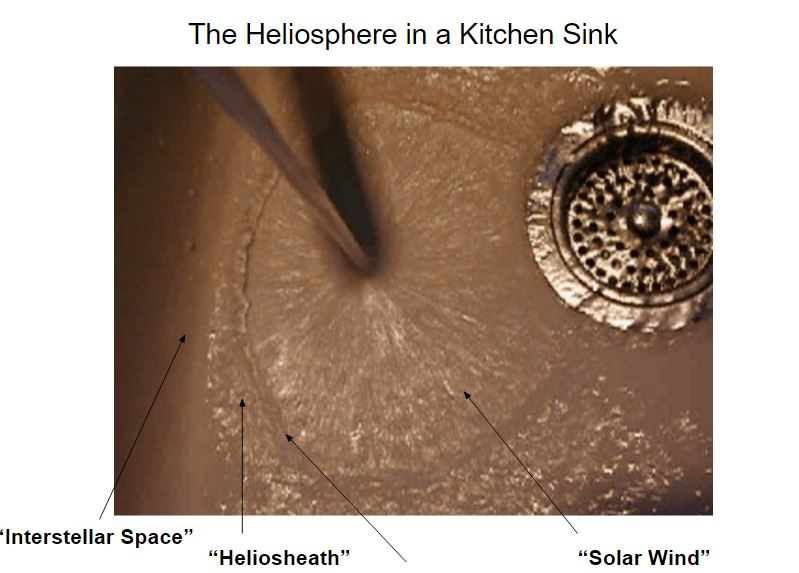 The Heliosphere in a Kitchen Sink
“Interstellar Space”
“Heliosheath”
“Solar Wind”